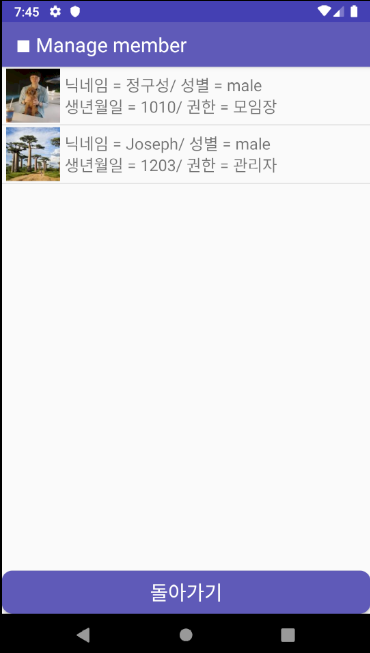 7:45
■ Manage member
닉네임 = 정구성/ 성별 = male
생년월일 = 1010/ 권한 = 모임장
닉네임 = Joseph/ 성별 = male
생년월일 = 1203/ 권한 = 관리자
돌아가기